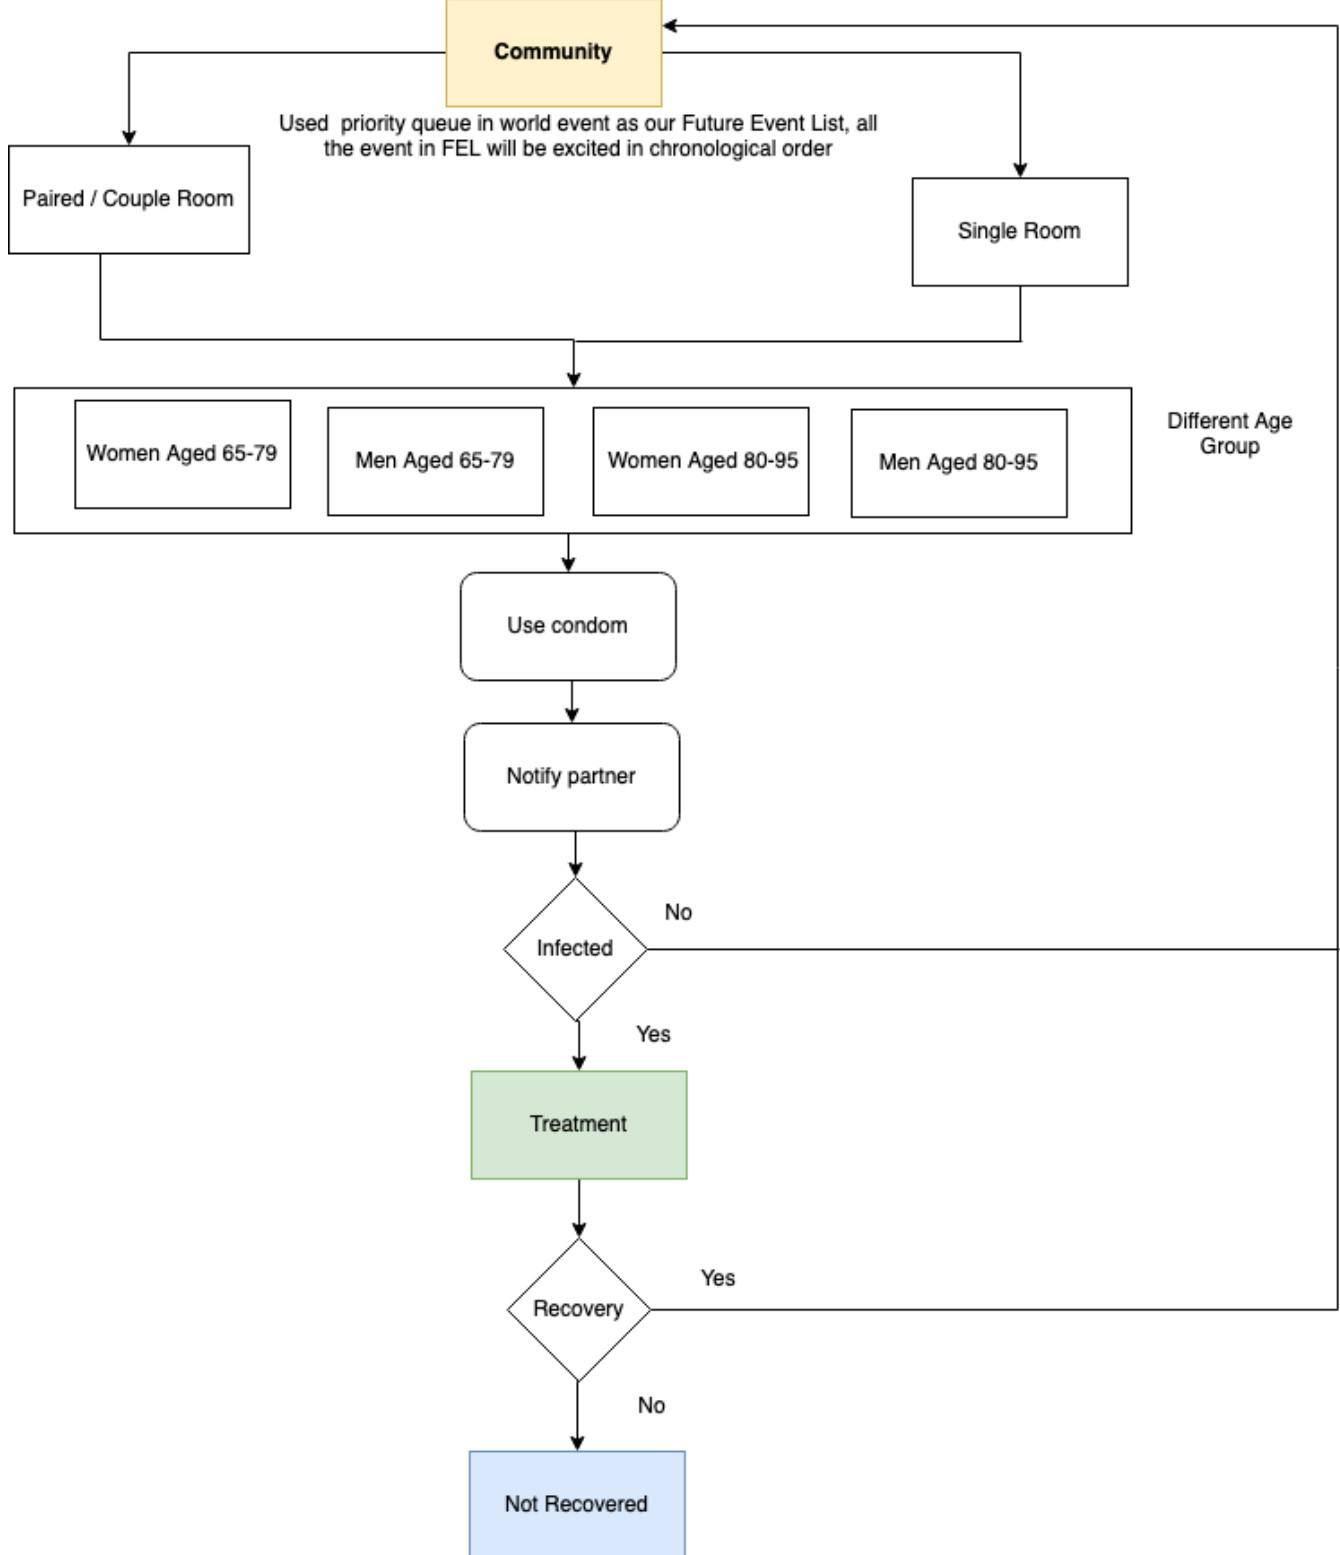 Community
Used priority queue in world event as our Future Event List, all
the event in FEL will be excited in chronological order
Paired / Couple Room
Single Room
Women Aged 65-79
Men Aged 65-79
Women Aged 80-95
Men Aged 80-95
Different Age
Group
Use condom
Notify partner
Infected
No
Yes
Treatment
Recovery
Yes
No
Not Recovered